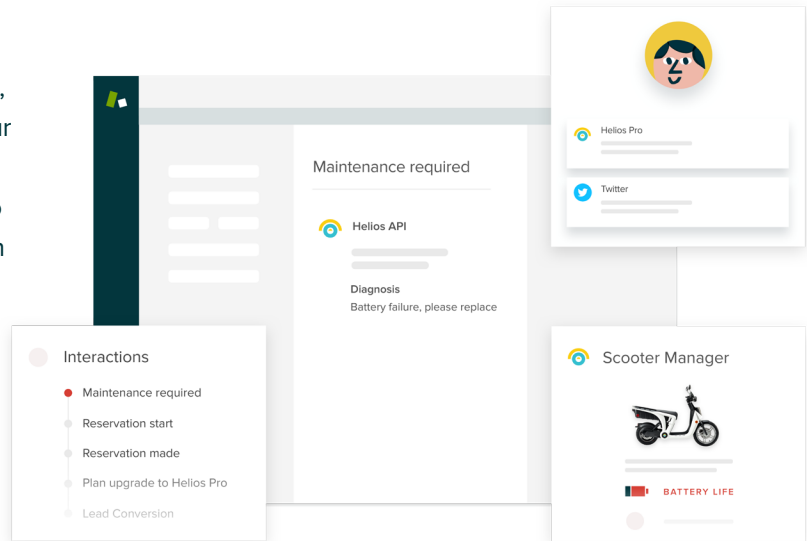 Helios Pro
Twitter
Maintenance required
Helios API
Diagnosis
Battery failure, please replace
Interactions
Maintenance required
Reservation start
Reservation made
Plan upgrade to Helios Pro
Lead Conversion
Scooter Manager
BATTERY LIFE